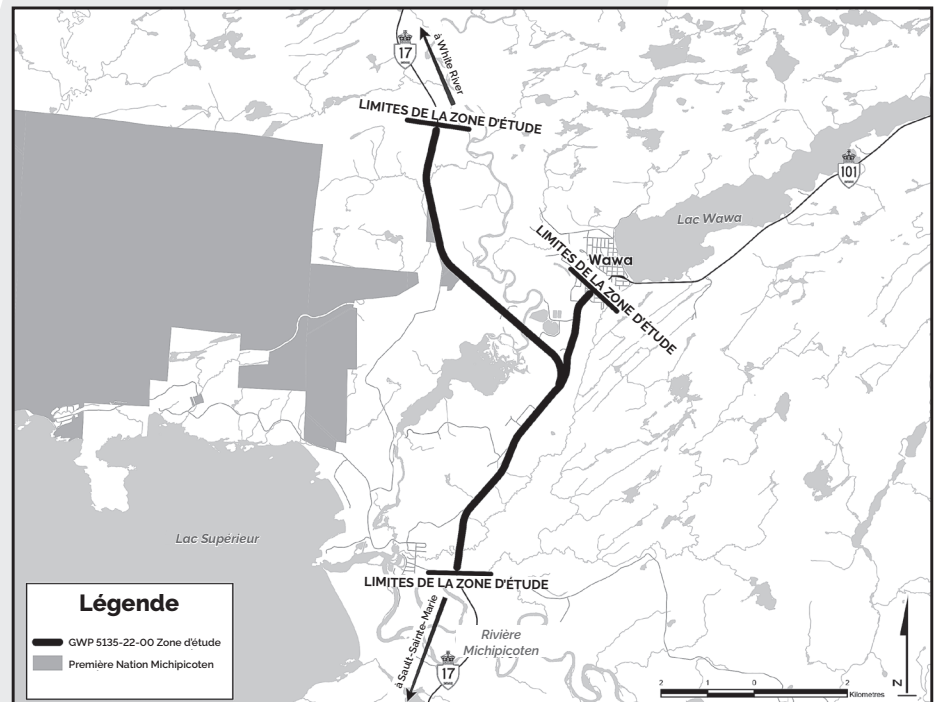 17
à White River
LIMITES DE LA ZONE D'ÉTUDE
101
Lac Wawa
Wawa
LIMITES DE LA ZONE D'ÉTUDE
Lac Supérieur
LIMITES DE LA ZONE D'ÉTUDE
à Sault-Sainte-Marie
Rivière
Michipicoten
17
Légende
GWP 5135-22-00 Zone d'étude
Première Nation Michipicoten
2 1 0 2
Kilometres
N